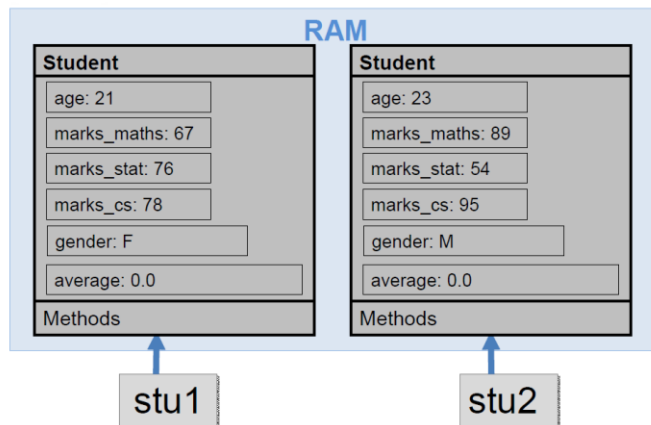 RAM
Student
age: 21
marks_maths: 67
marks_stat: 76
marks_cs: 78
gender: F
average: 0.0
Methods
Student
age: 23
marks_maths: 89
marks_stat: 54
marks_cs: 95
gender: M
average: 0.0
Methods
stu1
stu2